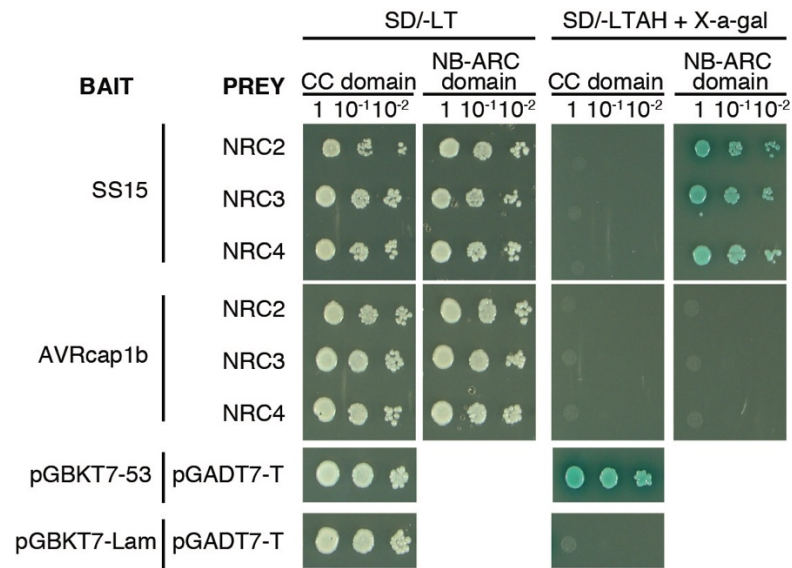 SD/-LT SD/-LTAH + X-a-gal
BAIT PREY CC domain NB-ARC domain CC domain NB-ARC domain
1 10⁻¹ 10⁻² 1 10⁻¹ 10⁻² 1 10⁻¹ 10⁻² 1 10⁻¹ 10⁻²
NRC2
SS15 NRC3
NRC4
NRC2
AVRcap1b NRC3
NRC4
pGBKT7-53 pGADT7-T
pGBKT7-Lam pGADT7-T